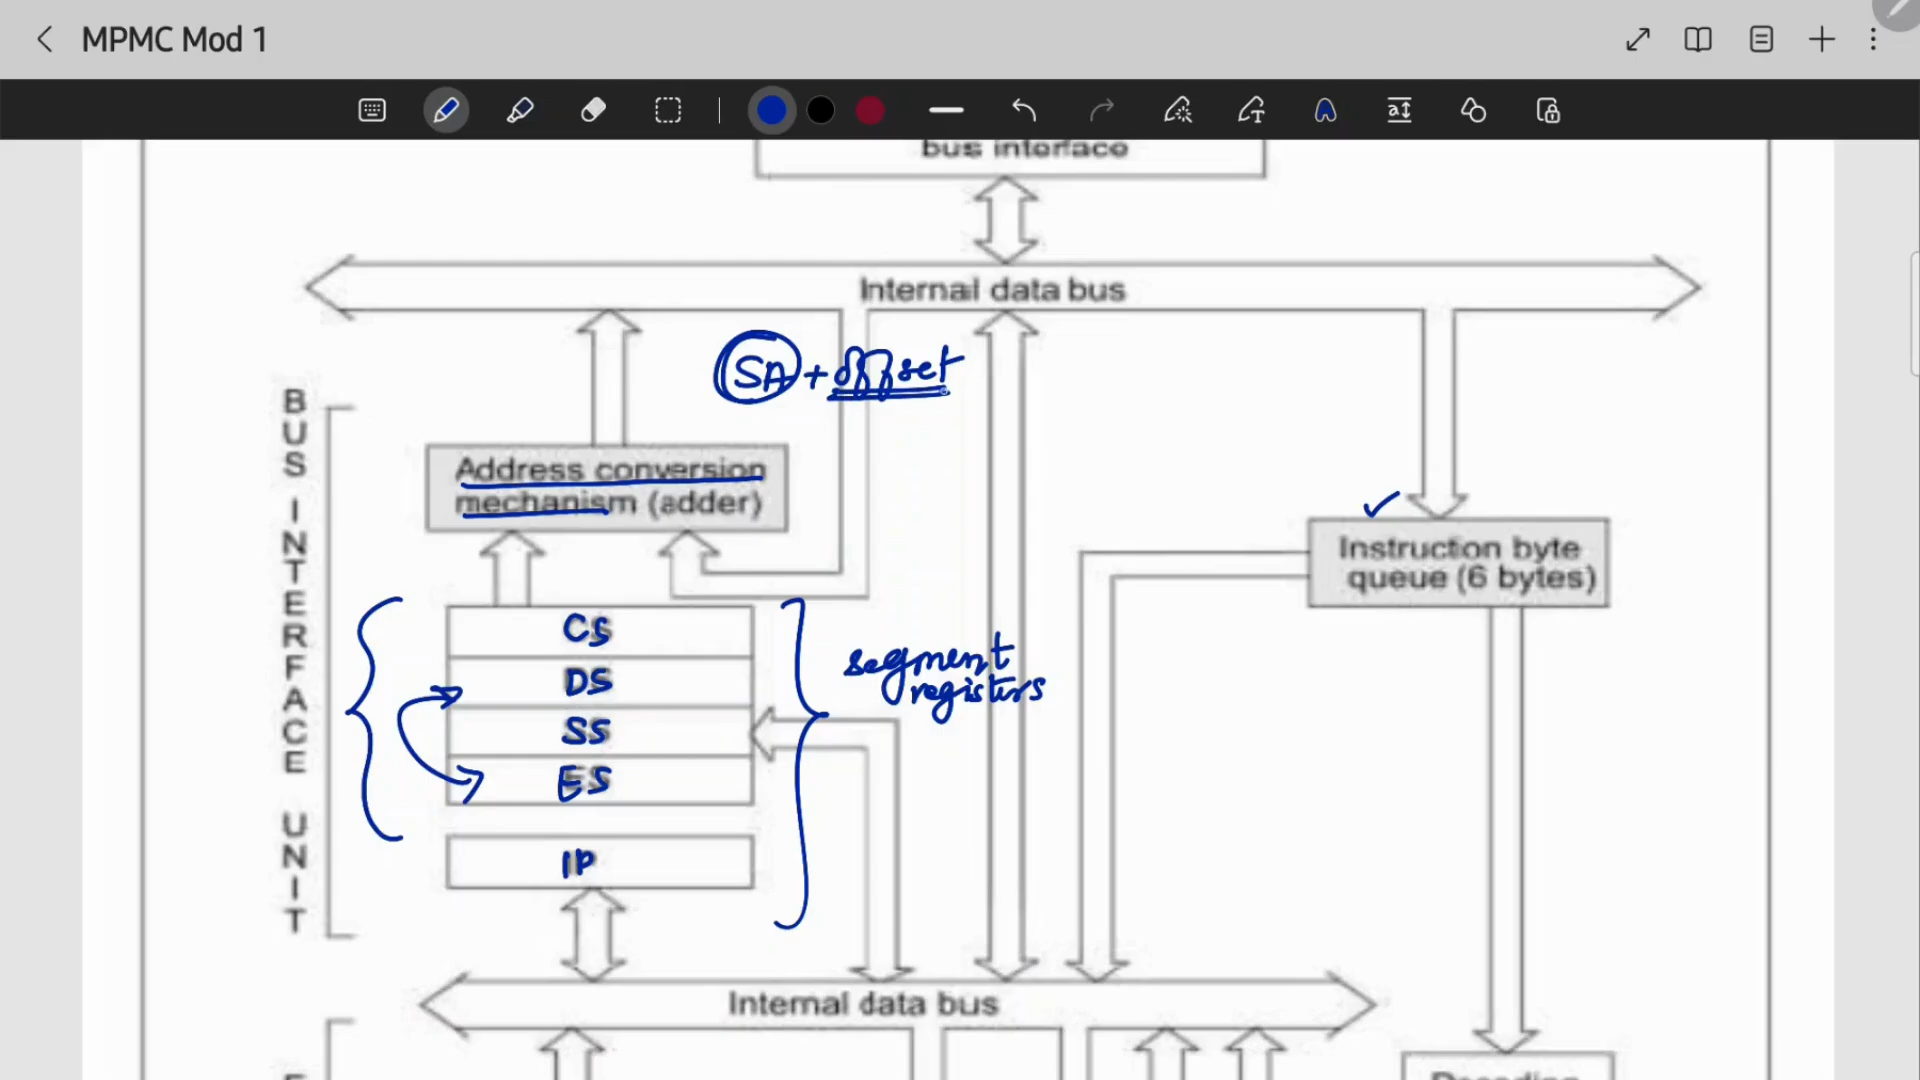 MPMC Mod 1
bus interface
Internal data bus
SA + offset
BUS INTERFACE UNIT
Address conversion
mechanism (adder)
Instruction byte
queue (6 bytes)
CS
DS
SS
ES
IP
segment
registers
Internal data bus